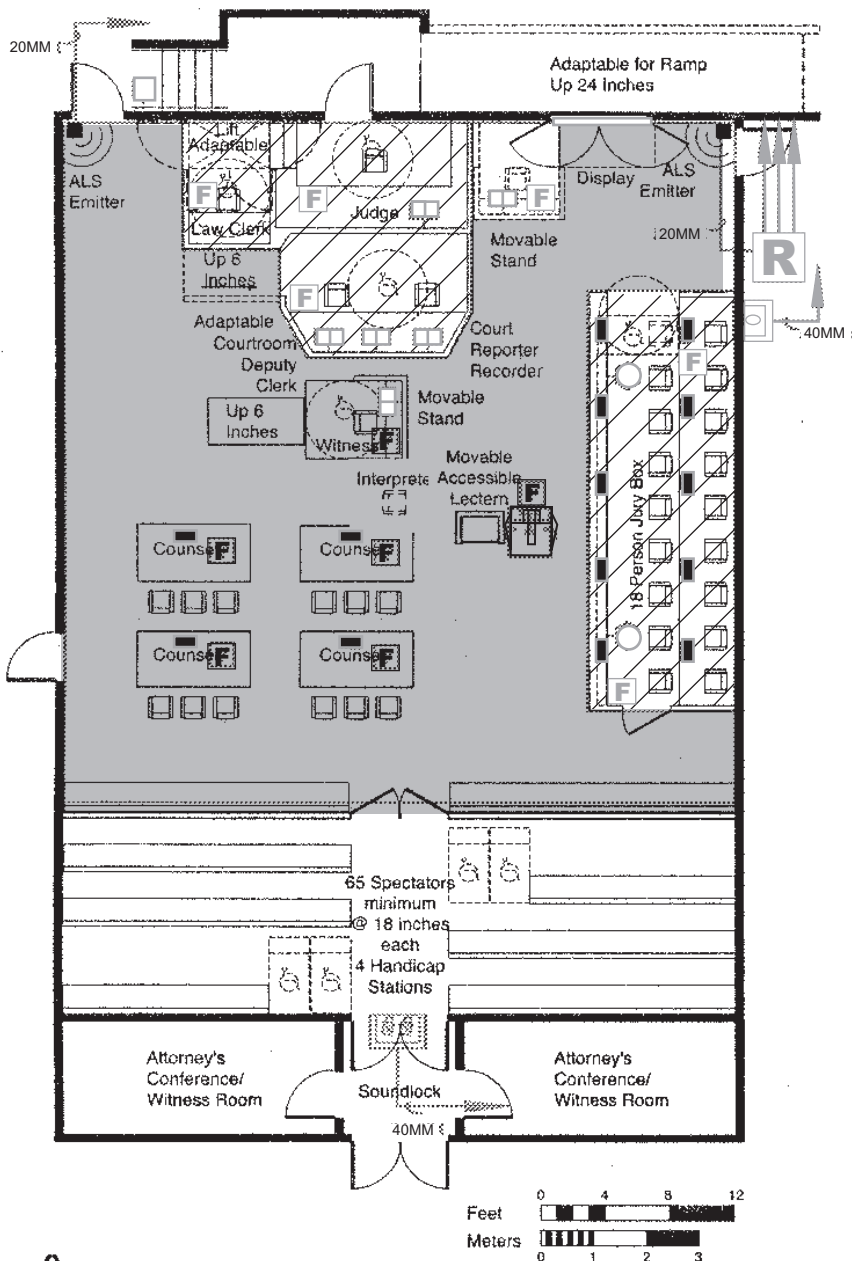 20MM
Adaptable for Ramp
Up 24 inches
Lift
Adaptable
ALS
Emitter
F
Law Clerk
F
Judge
F
Display
ALS
Emitter
Movable
Stand
20MM
R
40MM
Up 6
Inches
F
Adaptable
Courtroom
Deputy
Clerk
Court
Reporter
Recorder
F
Up 6
Inches
Witness
F
Movable
Stand
Interprete
Movable
Accessible
Lectern
F
18 Person Jury Box
Counse
F
Counse
F
Counse
F
Counse
F
F
65 Spectators
minimum
@ 18 inches
each
4 Handicap
Stations
Attorney's
Conference/
Witness Room
Soundlock
40MM
Attorney's
Conference/
Witness Room
Feet
0 4 8 12
Meters
0 1 2 3